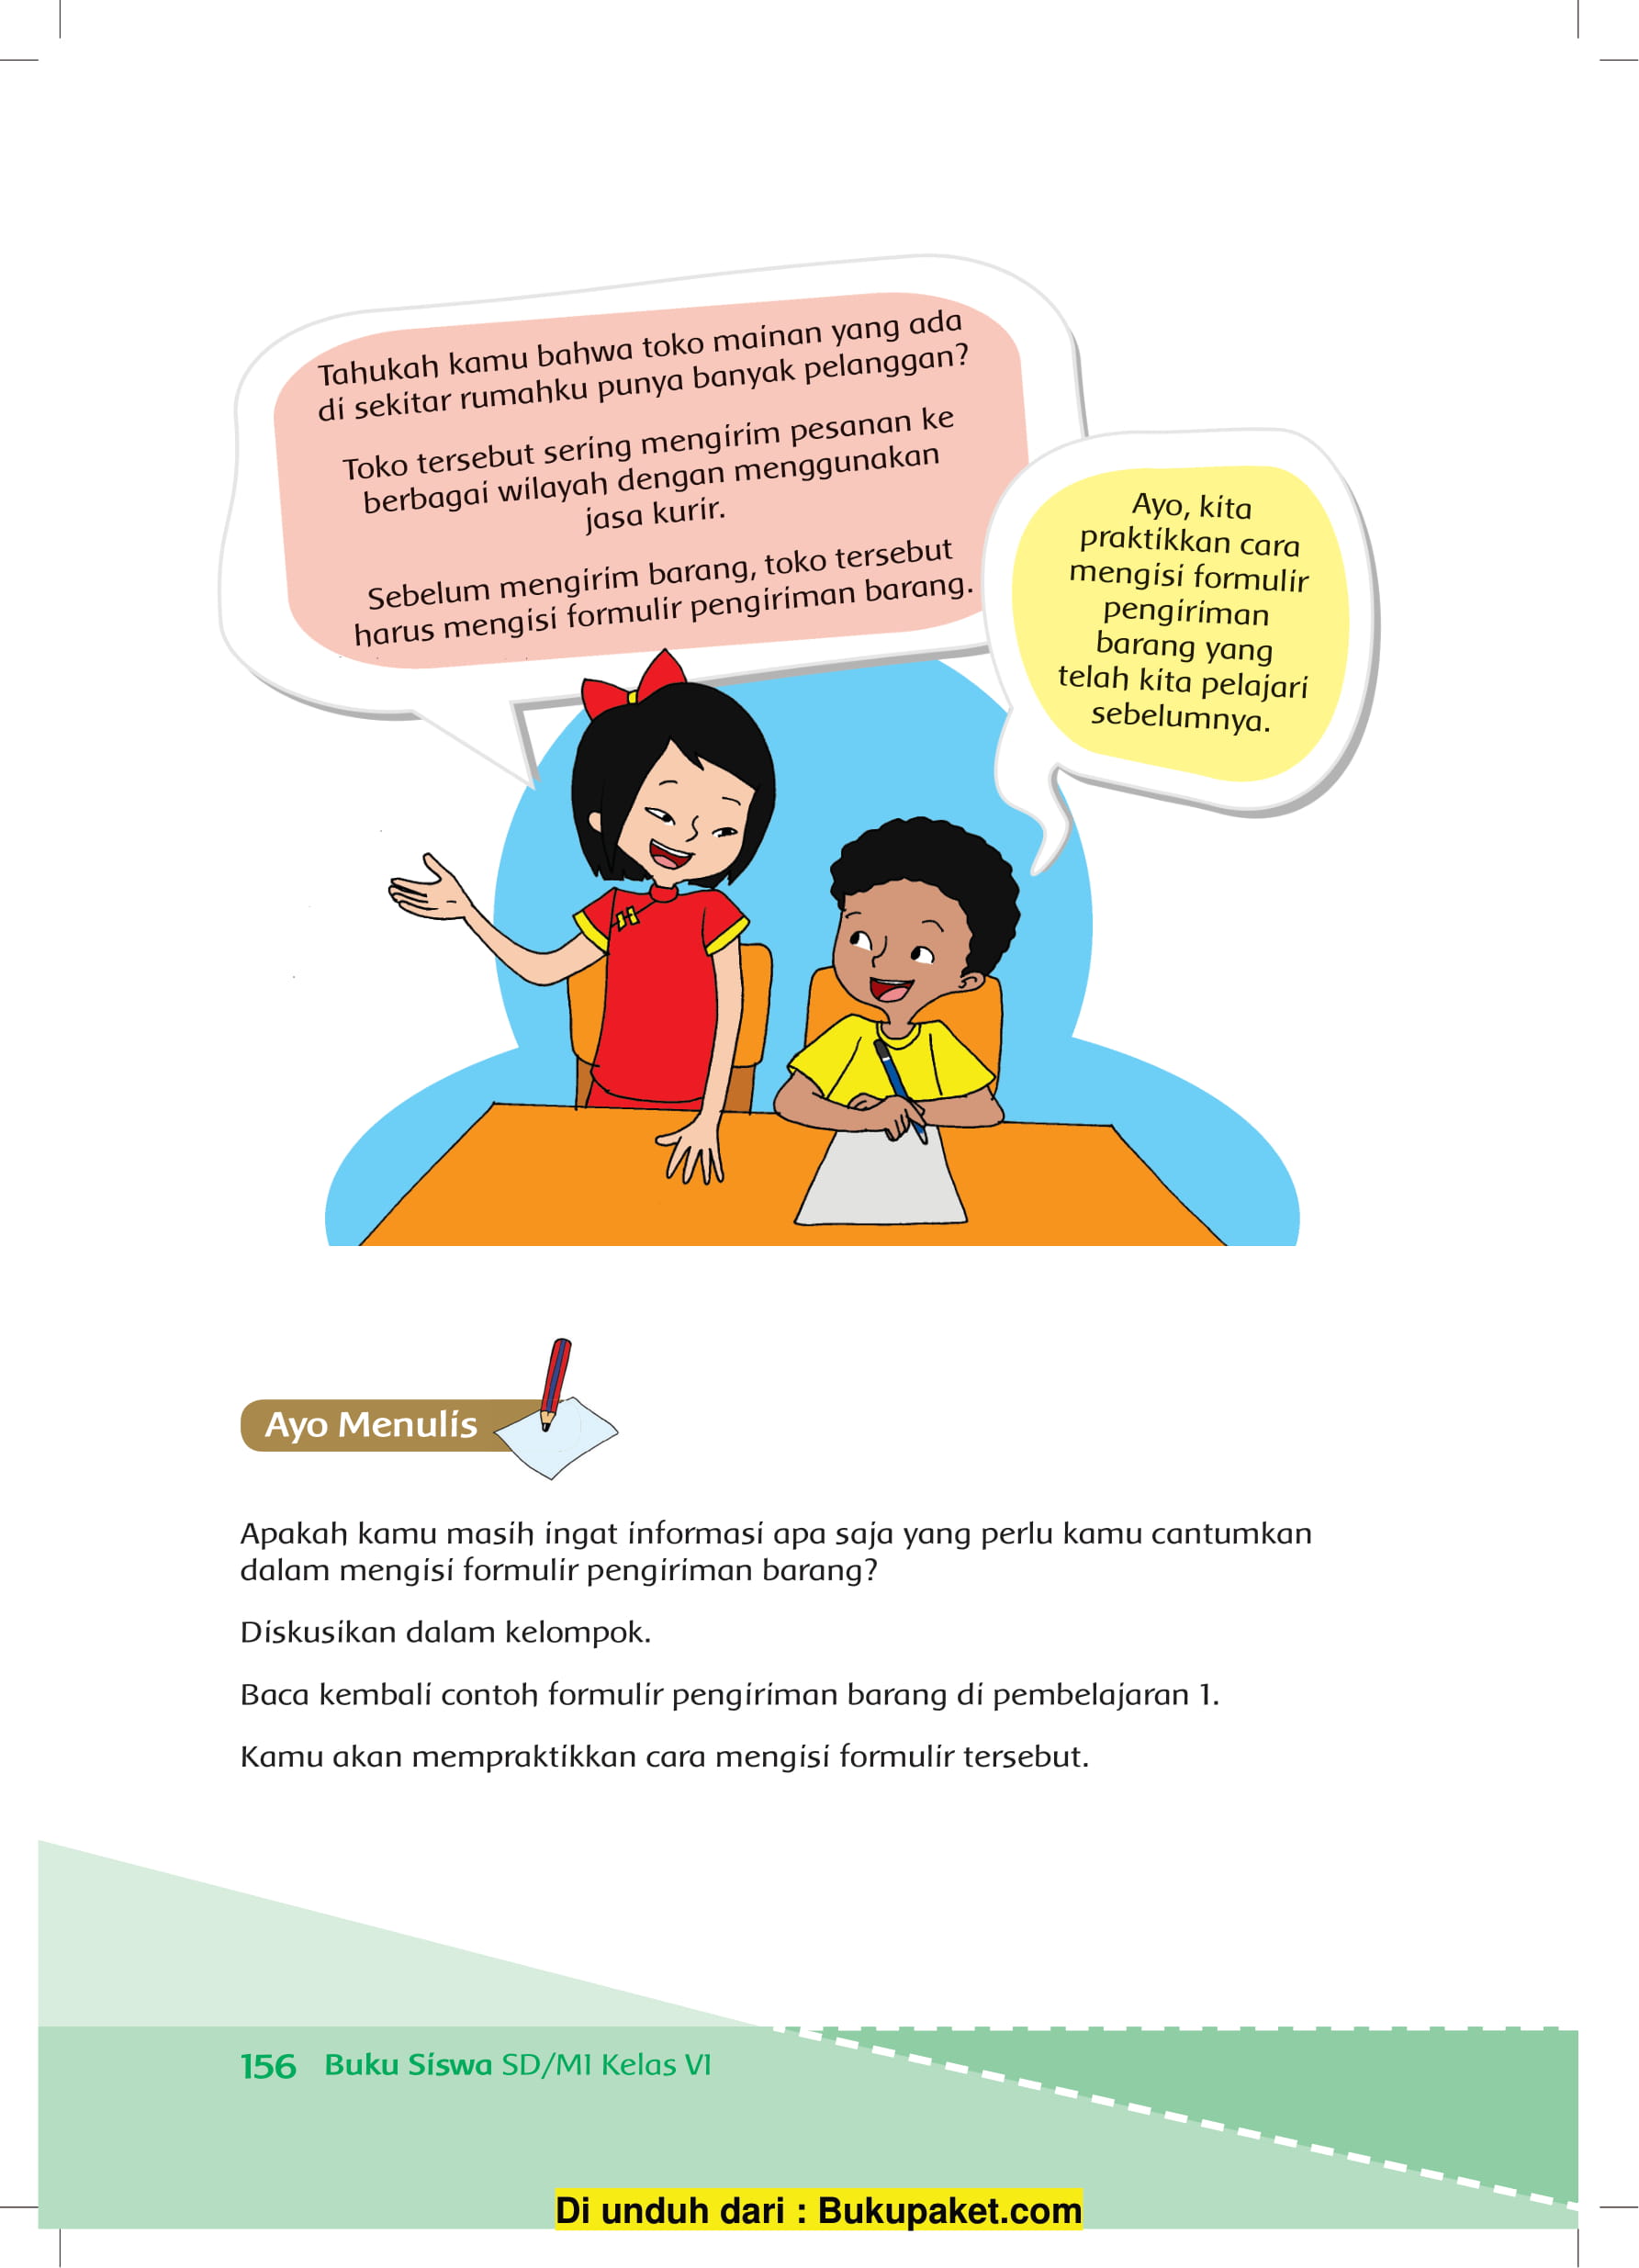 Tahukah kamu bahwa toko mainan yang ada
di sekitar rumahku punya banyak pelanggan?
Toko tersebut sering mengirim pesanan ke
berbagai wilayah dengan menggunakan
jasa kurir.
Sebelum mengirim barang, toko tersebut
harus mengisi formulir pengiriman barang.
Ayo, kita
praktikkan cara
mengisi formulir
pengiriman
barang yang
telah kita pelajari
sebelumnya.
Ayo Menulis
Apakah kamu masih ingat informasi apa saja yang perlu kamu cantumkan
dalam mengisi formulir pengiriman barang?
Diskusikan dalam kelompok.
Baca kembali contoh formulir pengiriman barang di pembelajaran 1.
Kamu akan mempraktikkan cara mengisi formulir tersebut.
156 Buku Siswa SD/MI Kelas VI
Di unduh dari : Bukupaket.com